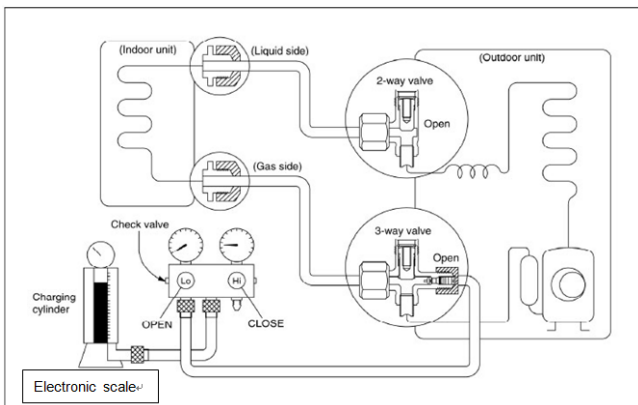 (Indoor unit)
(Liquid side)
(Outdoor unit)
2-way valve
Open
(Gas side)
3-way valve
Open
Check valve
Lo
Hi
Charging
cylinder
OPEN
CLOSE
Electronic scale